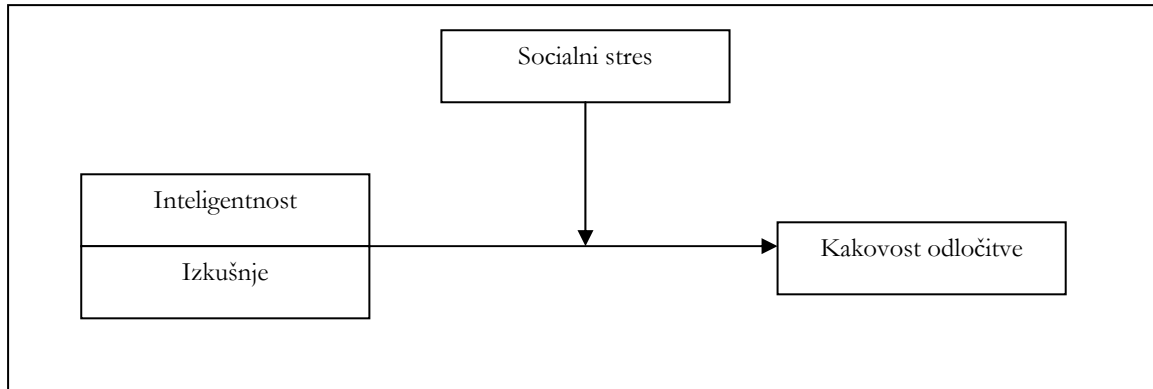 Socialni stres
Inteligentnost
Izkušnje
Kakovost odločitve